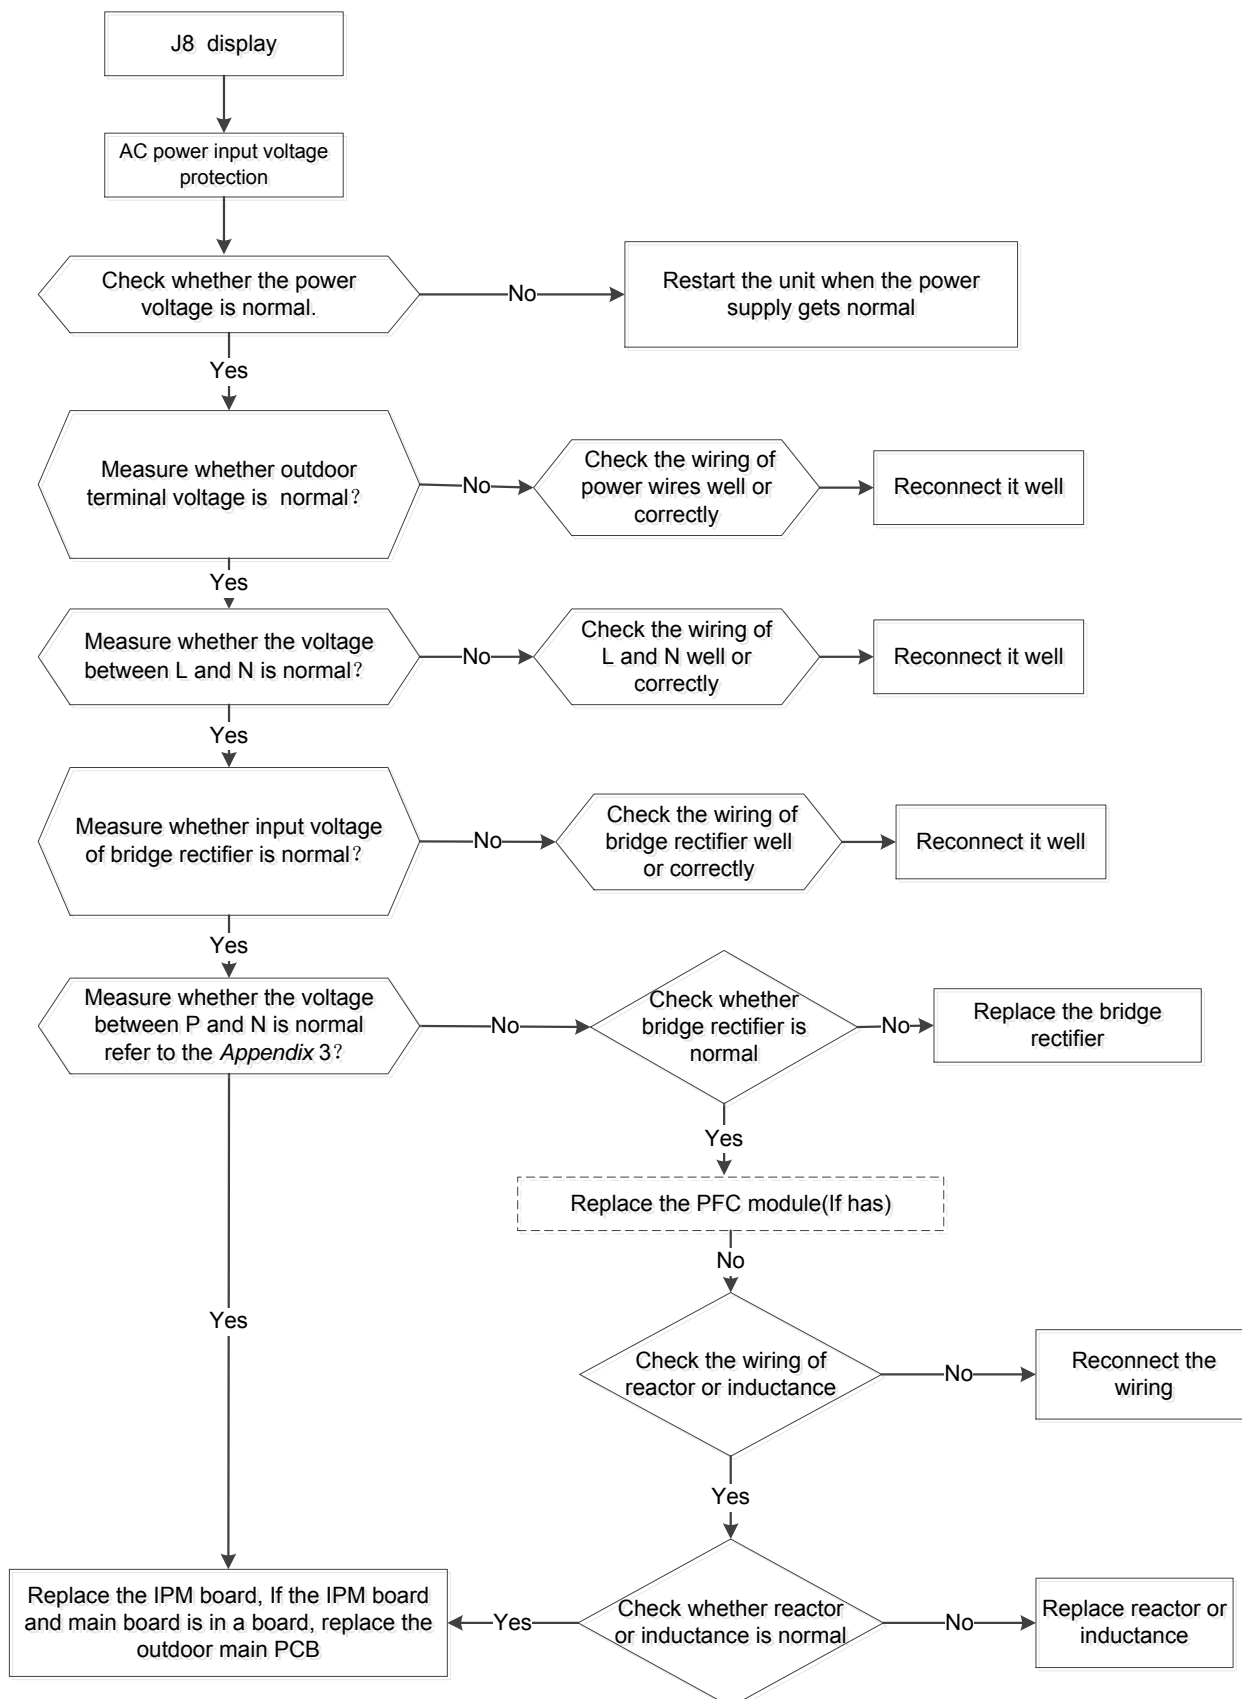 J8 display
AC power input voltage
protection
Check whether the power
voltage is normal.
No
Restart the unit when the power
supply gets normal
Yes
Measure whether outdoor
terminal voltage is normal?
No
Check the wiring of
power wires well or
correctly
Reconnect it well
Yes
Measure whether the voltage
between L and N is normal?
No
Check the wiring of
L and N well or
correctly
Reconnect it well
Yes
Measure whether input voltage
of bridge rectifier is normal?
No
Check the wiring of
bridge rectifier well
or correctly
Reconnect it well
Yes
Measure whether the voltage
between P and N is normal
refer to the Appendix 3?
No
Check whether
bridge rectifier is
normal
No
Replace the bridge
rectifier
Yes
Replace the PFC module(If has)
No
Yes
Check the wiring of
reactor or inductance
No
Reconnect the
wiring
Yes
Replace the IPM board, If the IPM board
and main board is in a board, replace the
outdoor main PCB
Yes
Check whether reactor
or inductance is normal
No
Replace reactor or
inductance